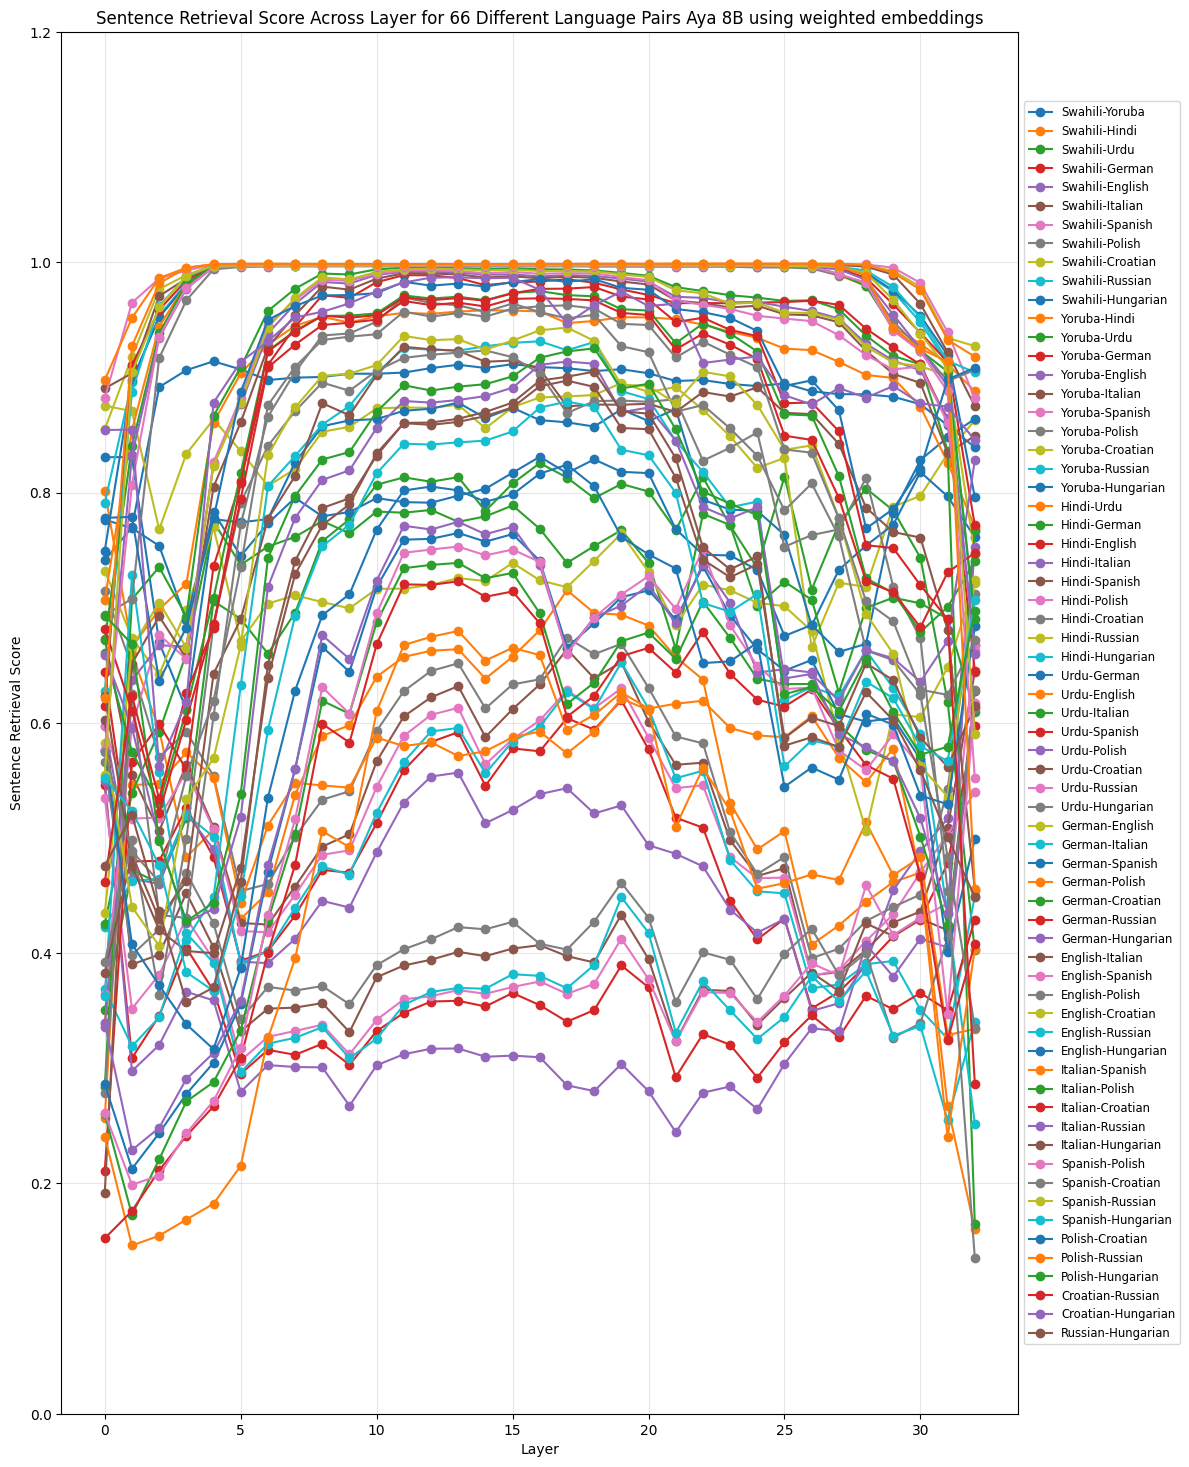 Sentence Retrieval Score Across Layer for 66 Different Language Pairs Aya 8B using weighted embeddings
1.2
1.0
0.8
0.6
0.4
0.2
0.0
Sentence Retrieval Score
0 5 10 15 20 25 30
Layer
Swahili-Yoruba
Swahili-Hindi
Swahili-Urdu
Swahili-German
Swahili-English
Swahili-Italian
Swahili-Spanish
Swahili-Polish
Swahili-Croatian
Swahili-Russian
Swahili-Hungarian
Yoruba-Hindi
Yoruba-Urdu
Yoruba-German
Yoruba-English
Yoruba-Italian
Yoruba-Spanish
Yoruba-Polish
Yoruba-Croatian
Yoruba-Russian
Yoruba-Hungarian
Hindi-Urdu
Hindi-German
Hindi-English
Hindi-Italian
Hindi-Spanish
Hindi-Polish
Hindi-Croatian
Hindi-Russian
Hindi-Hungarian
Urdu-German
Urdu-English
Urdu-Italian
Urdu-Spanish
Urdu-Polish
Urdu-Croatian
Urdu-Russian
Urdu-Hungarian
German-English
German-Italian
German-Spanish
German-Polish
German-Croatian
German-Russian
German-Hungarian
English-Italian
English-Spanish
English-Polish
English-Croatian
English-Russian
English-Hungarian
Italian-Spanish
Italian-Polish
Italian-Croatian
Italian-Russian
Italian-Hungarian
Spanish-Polish
Spanish-Croatian
Spanish-Russian
Spanish-Hungarian
Polish-Croatian
Polish-Russian
Polish-Hungarian
Croatian-Russian
Croatian-Hungarian
Russian-Hungarian